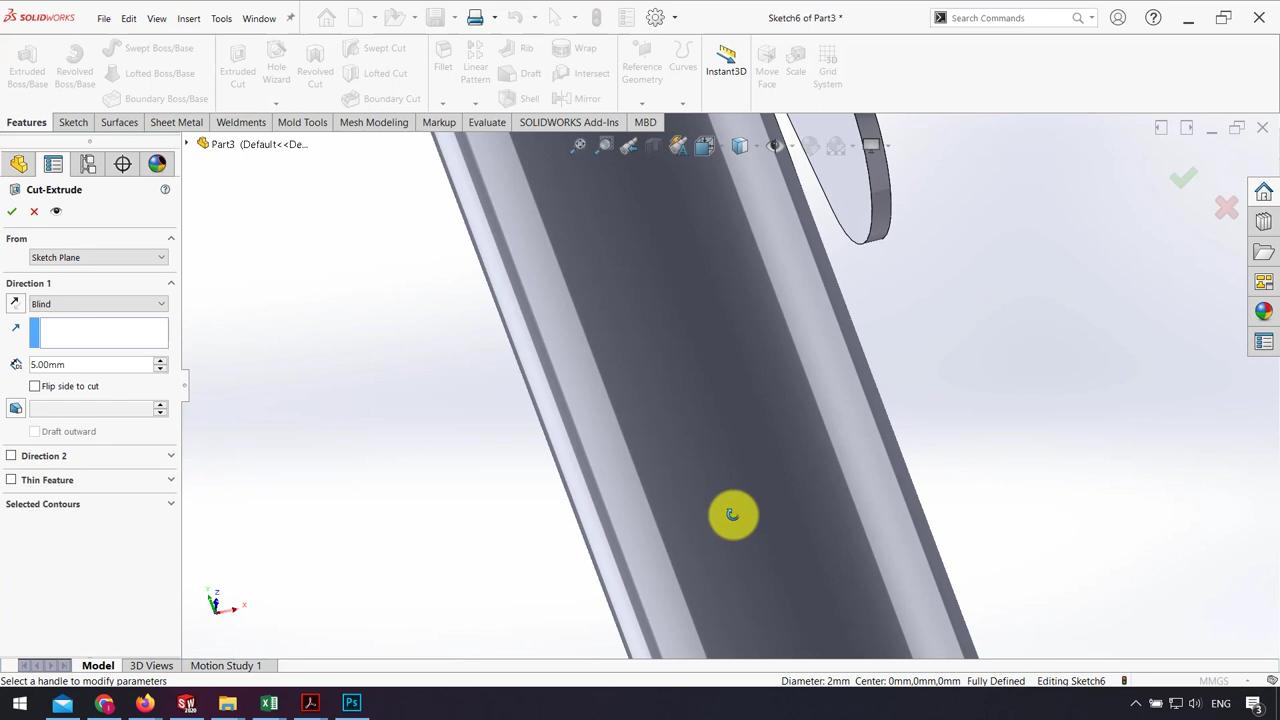 SOLIDWORKS
File
Edit
View
Insert
Tools
Window
Sketch6 of Part3 *
Search Commands
Extruded Boss/Base
Revolved Boss/Base
Swept Boss/Base
Lofted Boss/Base
Boundary Boss/Base
Extruded Cut
Hole Wizard
Revolved Cut
Swept Cut
Lofted Cut
Boundary Cut
Fillet
Linear Pattern
Rib
Draft
Shell
Wrap
Intersect
Mirror
Reference Geometry
Curves
Instant3D
Move Face
Scale
Grid System
Features
Sketch
Surfaces
Sheet Metal
Weldments
Mold Tools
Mesh Modeling
Markup
Evaluate
SOLIDWORKS Add-Ins
MBD
Part3 (Default<<De...
Cut-Extrude
From
Sketch Plane
Direction 1
Blind
5.00mm
Flip side to cut
Draft outward
Direction 2
Thin Feature
Selected Contours
Y
Z
X
Model
3D Views
Motion Study 1
Select a handle to modify parameters
Diameter: 2mm Center: 0mm,0mm,0mm
Fully Defined
Editing Sketch6
MMGS
SW
2020
Ps
ENG
3